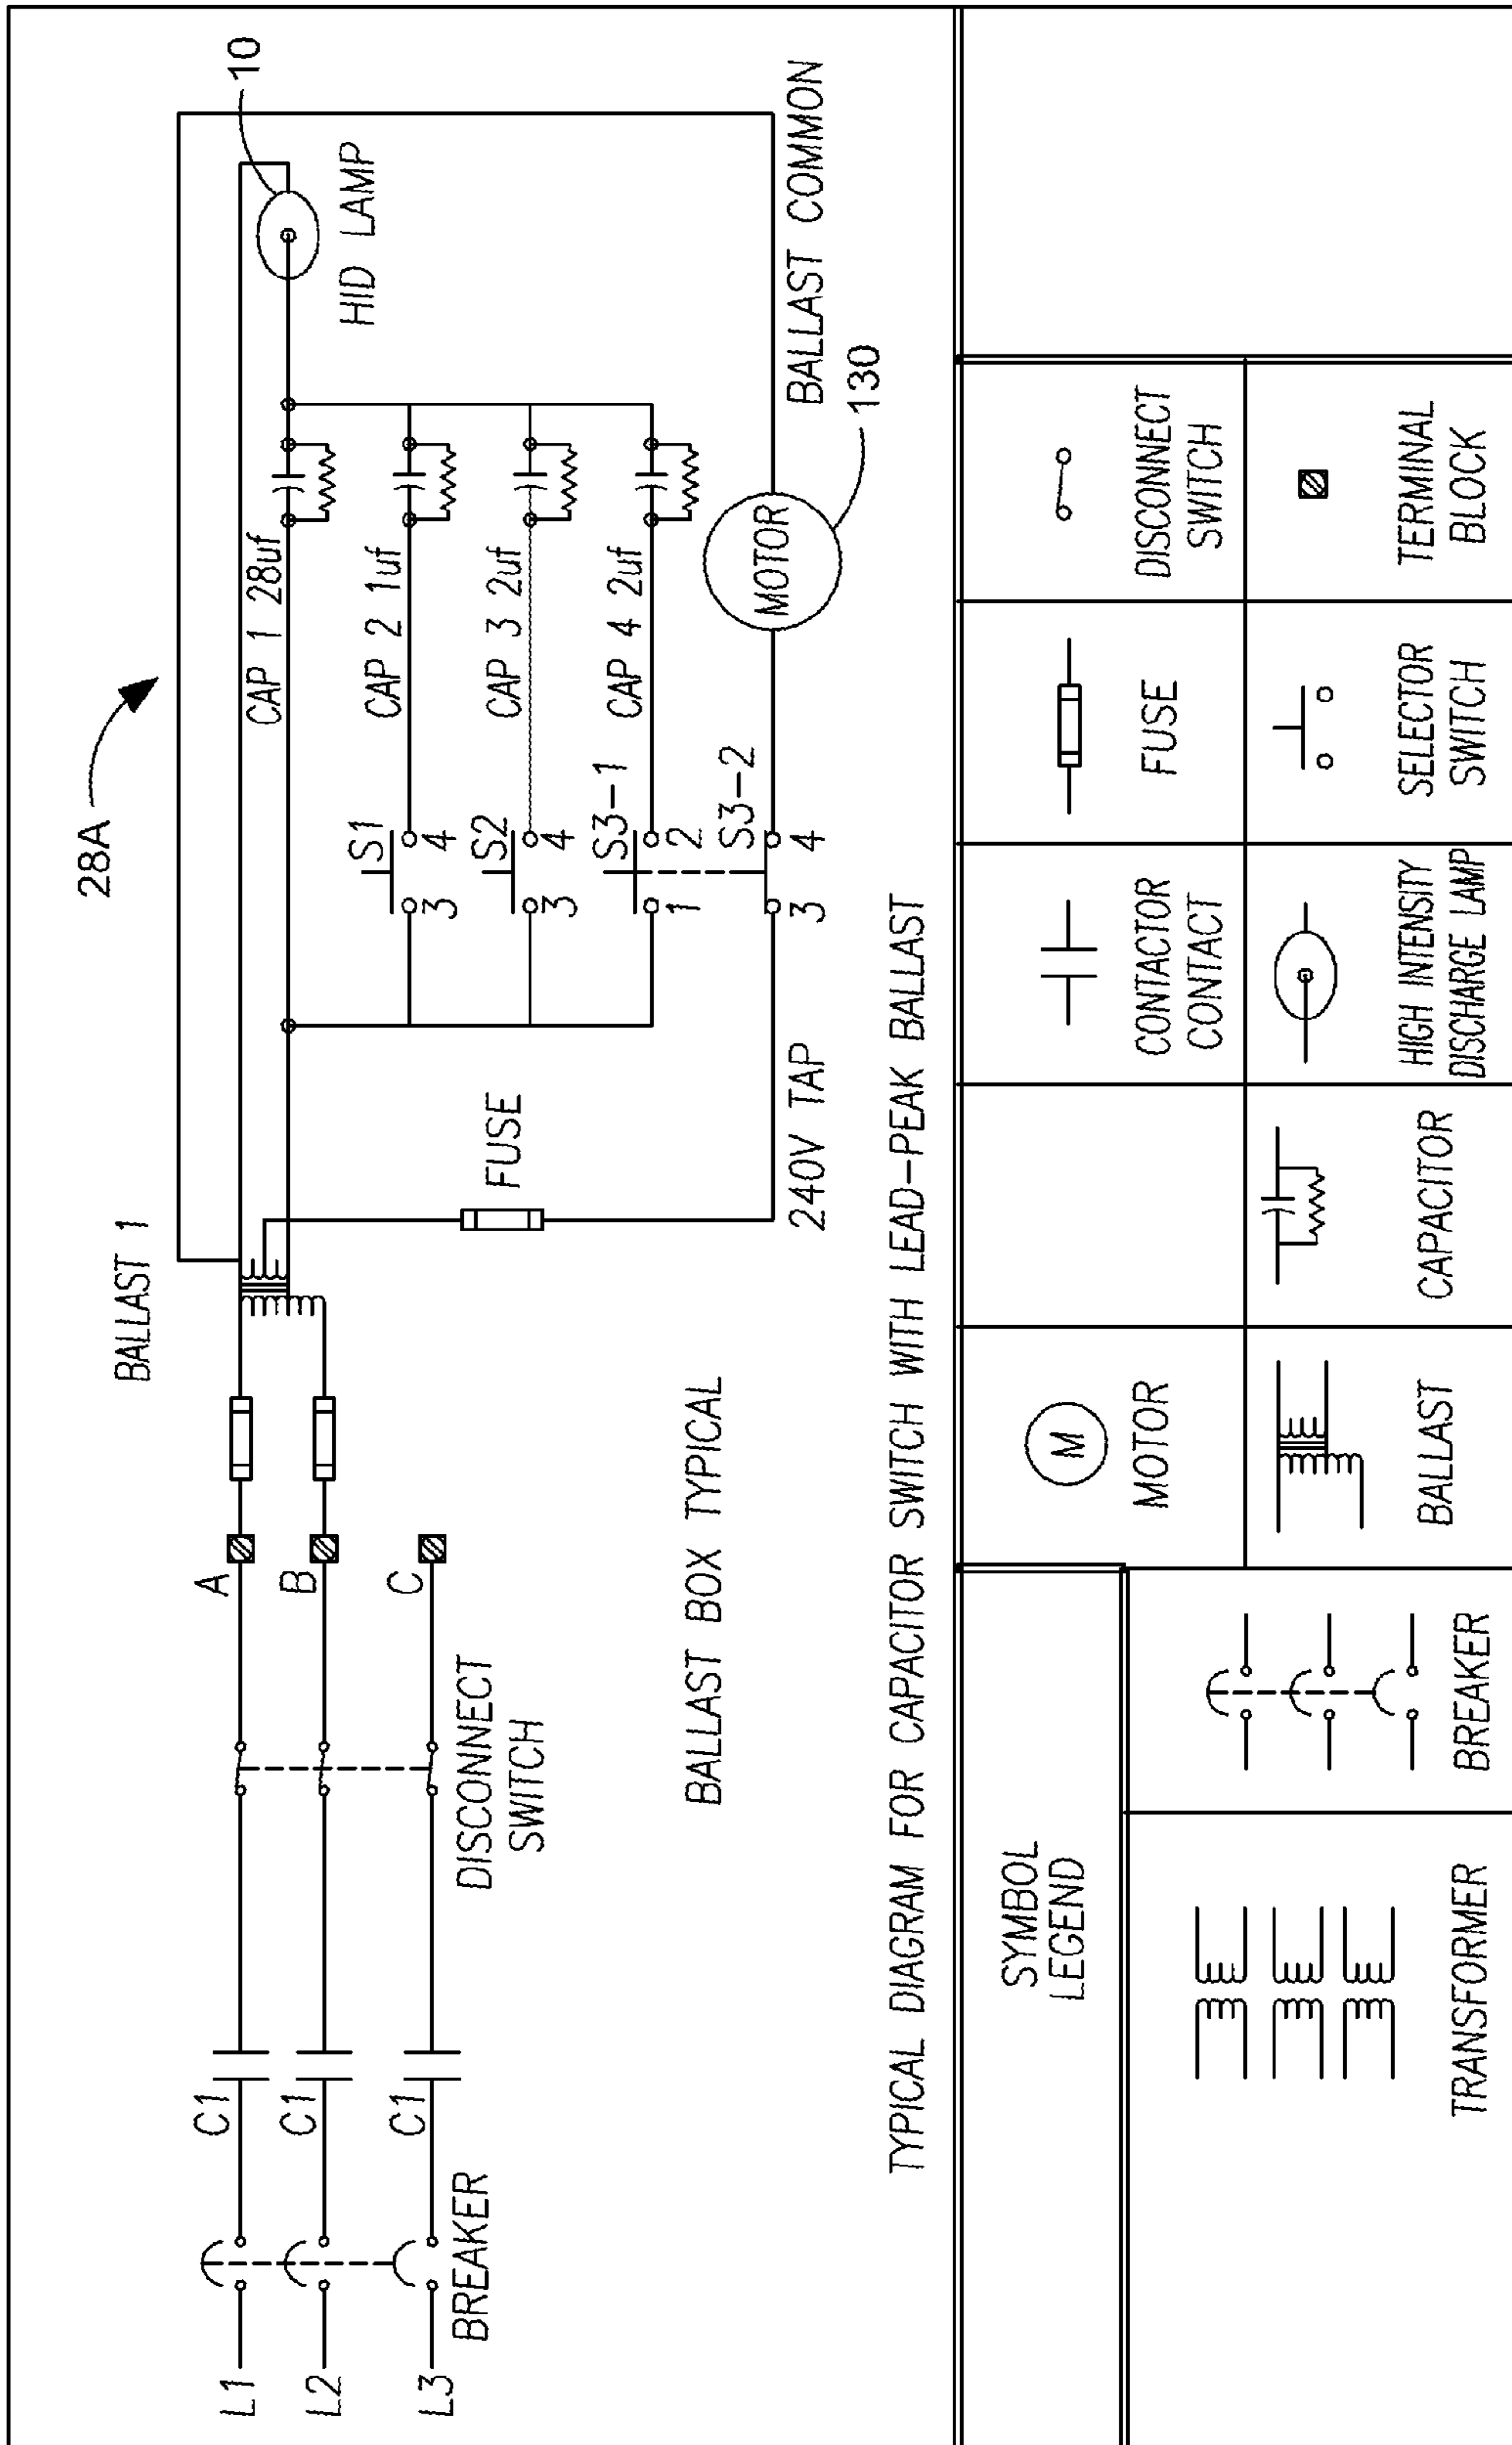 28A
10
BALLAST 1
L1
L2
L3
C1
C1
C1
BREAKER
DISCONNECT
SWITCH
A
B
C
FUSE
240V TAP
CAP 1 28uf
CAP 2 1uf
CAP 3 2uf
CAP 4 2uf
S1
3 4
S2
3 4
S3-1
1 2
S3-2
3 4
HID LAMP
MOTOR
130
BALLAST COMMON
BALLAST BOX TYPICAL
TYPICAL DIAGRAM FOR CAPACITOR SWITCH WITH LEAD-PEAK BALLAST
SYMBOL
LEGEND
M
MOTOR
CONTACTOR
CONTACT
FUSE
DISCONNECT
SWITCH
TRANSFORMER
BREAKER
BALLAST
CAPACITOR
HIGH INTENSITY
DISCHARGE LAMP
SELECTOR
SWITCH
TERMINAL
BLOCK